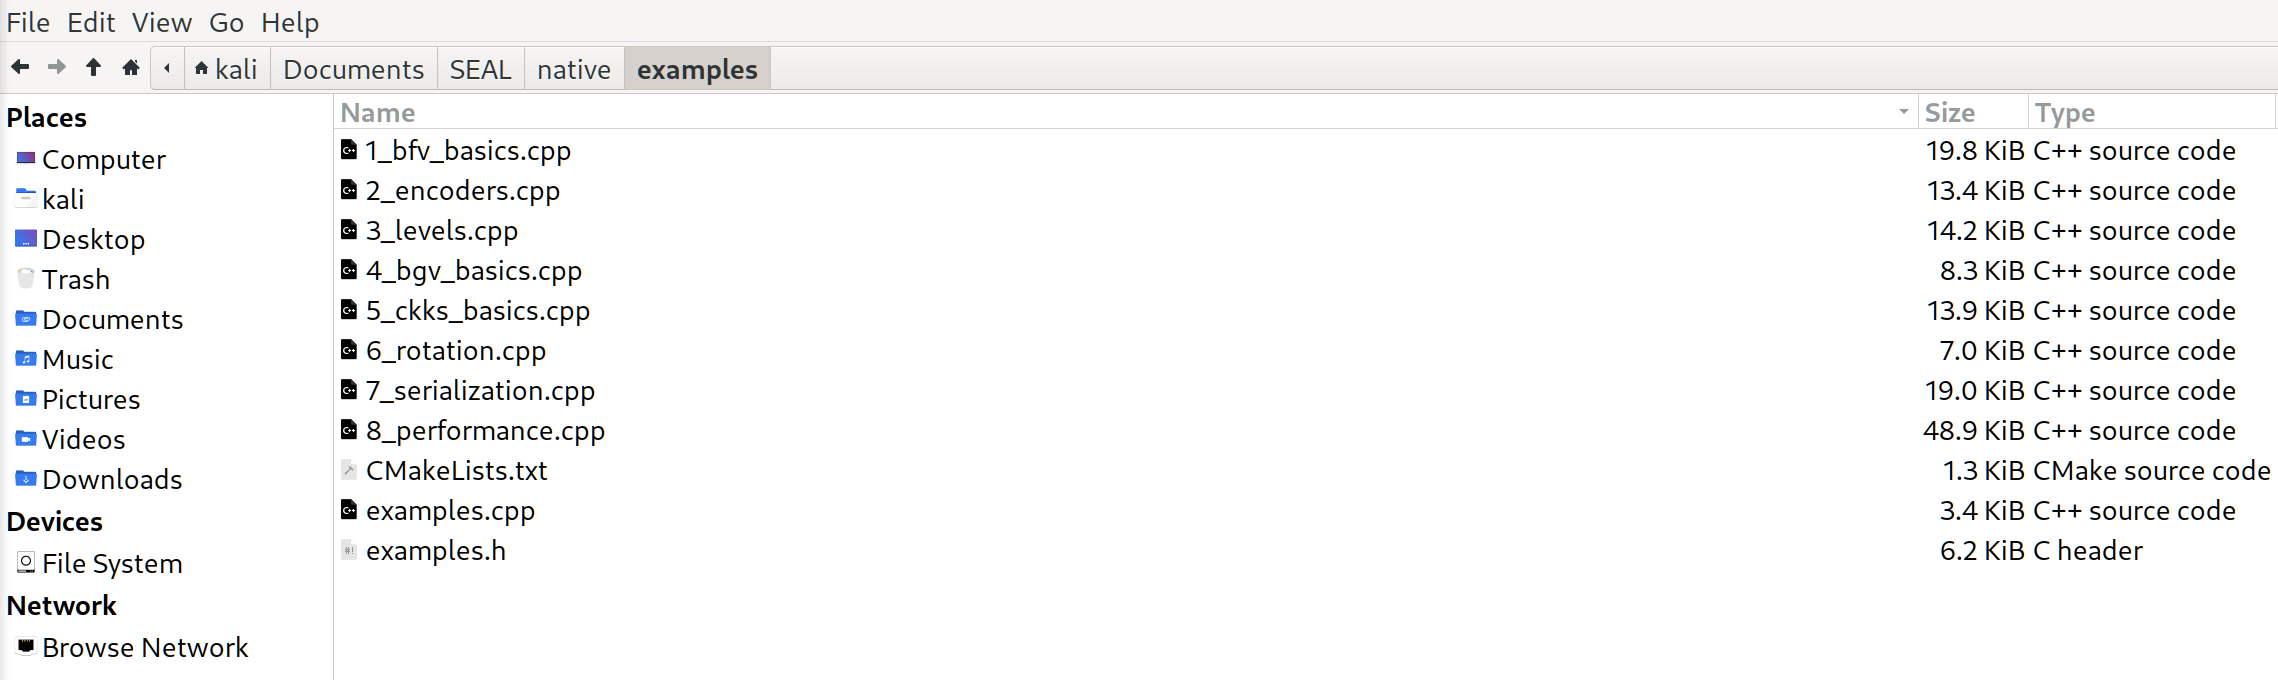 File Edit View Go Help
kali Documents SEAL native examples
Places
Computer
kali
Desktop
Trash
Documents
Music
Pictures
Videos
Downloads
Devices
File System
Network
Browse Network
Name Size Type
1_bfv_basics.cpp 19.8 KiB C++ source code
2_encoders.cpp 13.4 KiB C++ source code
3_levels.cpp 14.2 KiB C++ source code
4_bgv_basics.cpp 8.3 KiB C++ source code
5_ckks_basics.cpp 13.9 KiB C++ source code
6_rotation.cpp 7.0 KiB C++ source code
7_serialization.cpp 19.0 KiB C++ source code
8_performance.cpp 48.9 KiB C++ source code
CMakeLists.txt 1.3 KiB CMake source code
examples.cpp 3.4 KiB C++ source code
examples.h 6.2 KiB C header